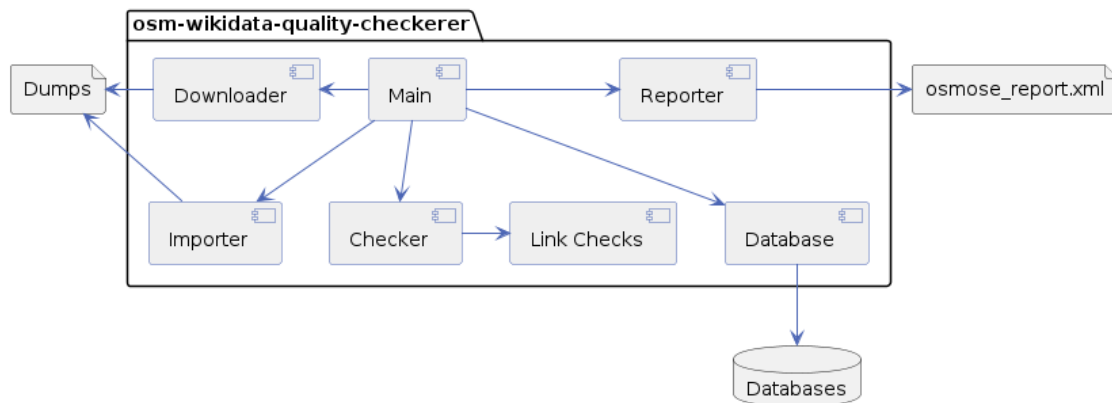 osm-wikidata-quality-checkerer
Dumps
Downloader
Main
Reporter
osmose_report.xml
Importer
Checker
Link Checks
Database
Databases